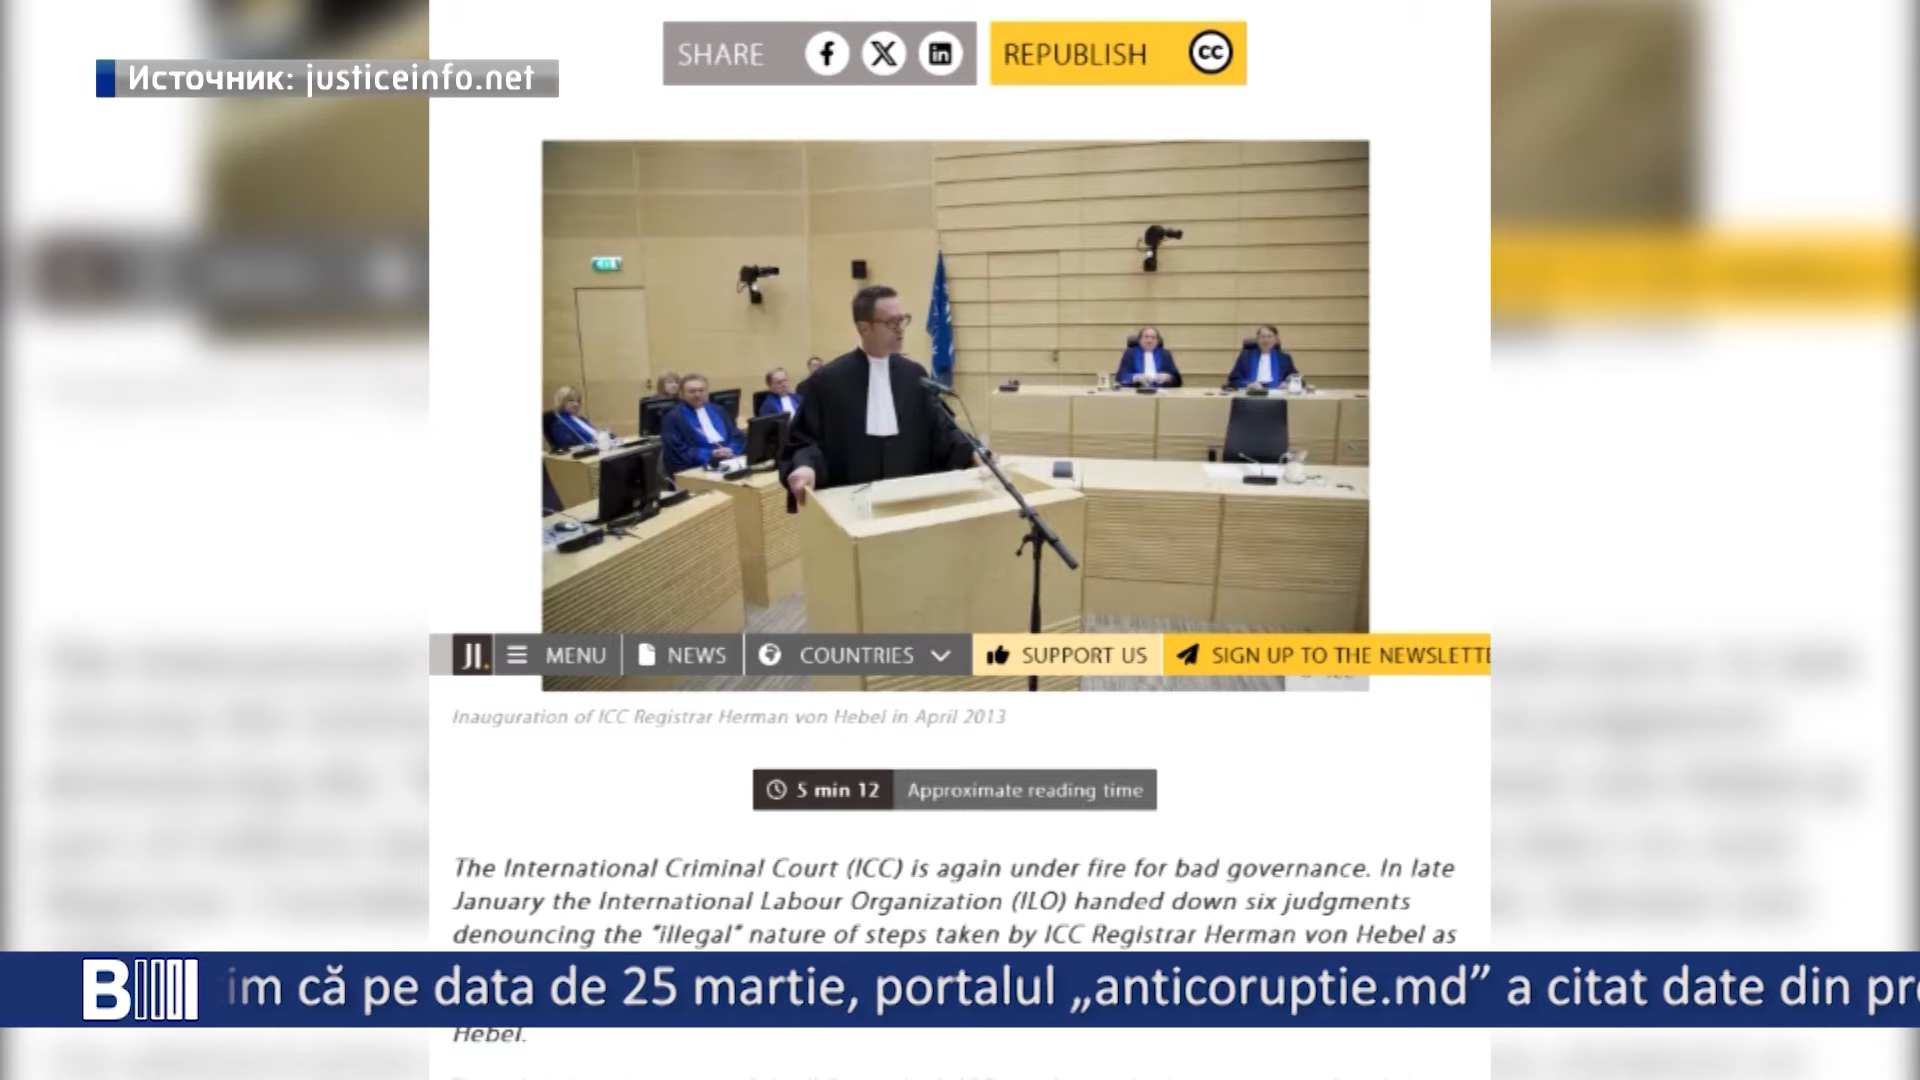 SHARE
REPUBLISH
Источник: justiceinfo.net
JI.
MENU
NEWS
COUNTRIES
SUPPORT US
SIGN UP TO THE NEWSLETTE
Inauguration of ICC Registrar Herman von Hebel in April 2013
5 min 12
Approximate reading time
The International Criminal Court (ICC) is again under fire for bad governance. In late
January the International Labour Organization (ILO) handed down six judgments
denouncing the "illegal" nature of steps taken by ICC Registrar Herman von Hebel as
im că pe data de 25 martie, portalul „anticoruptie.md” a citat date din pr
Hebel.